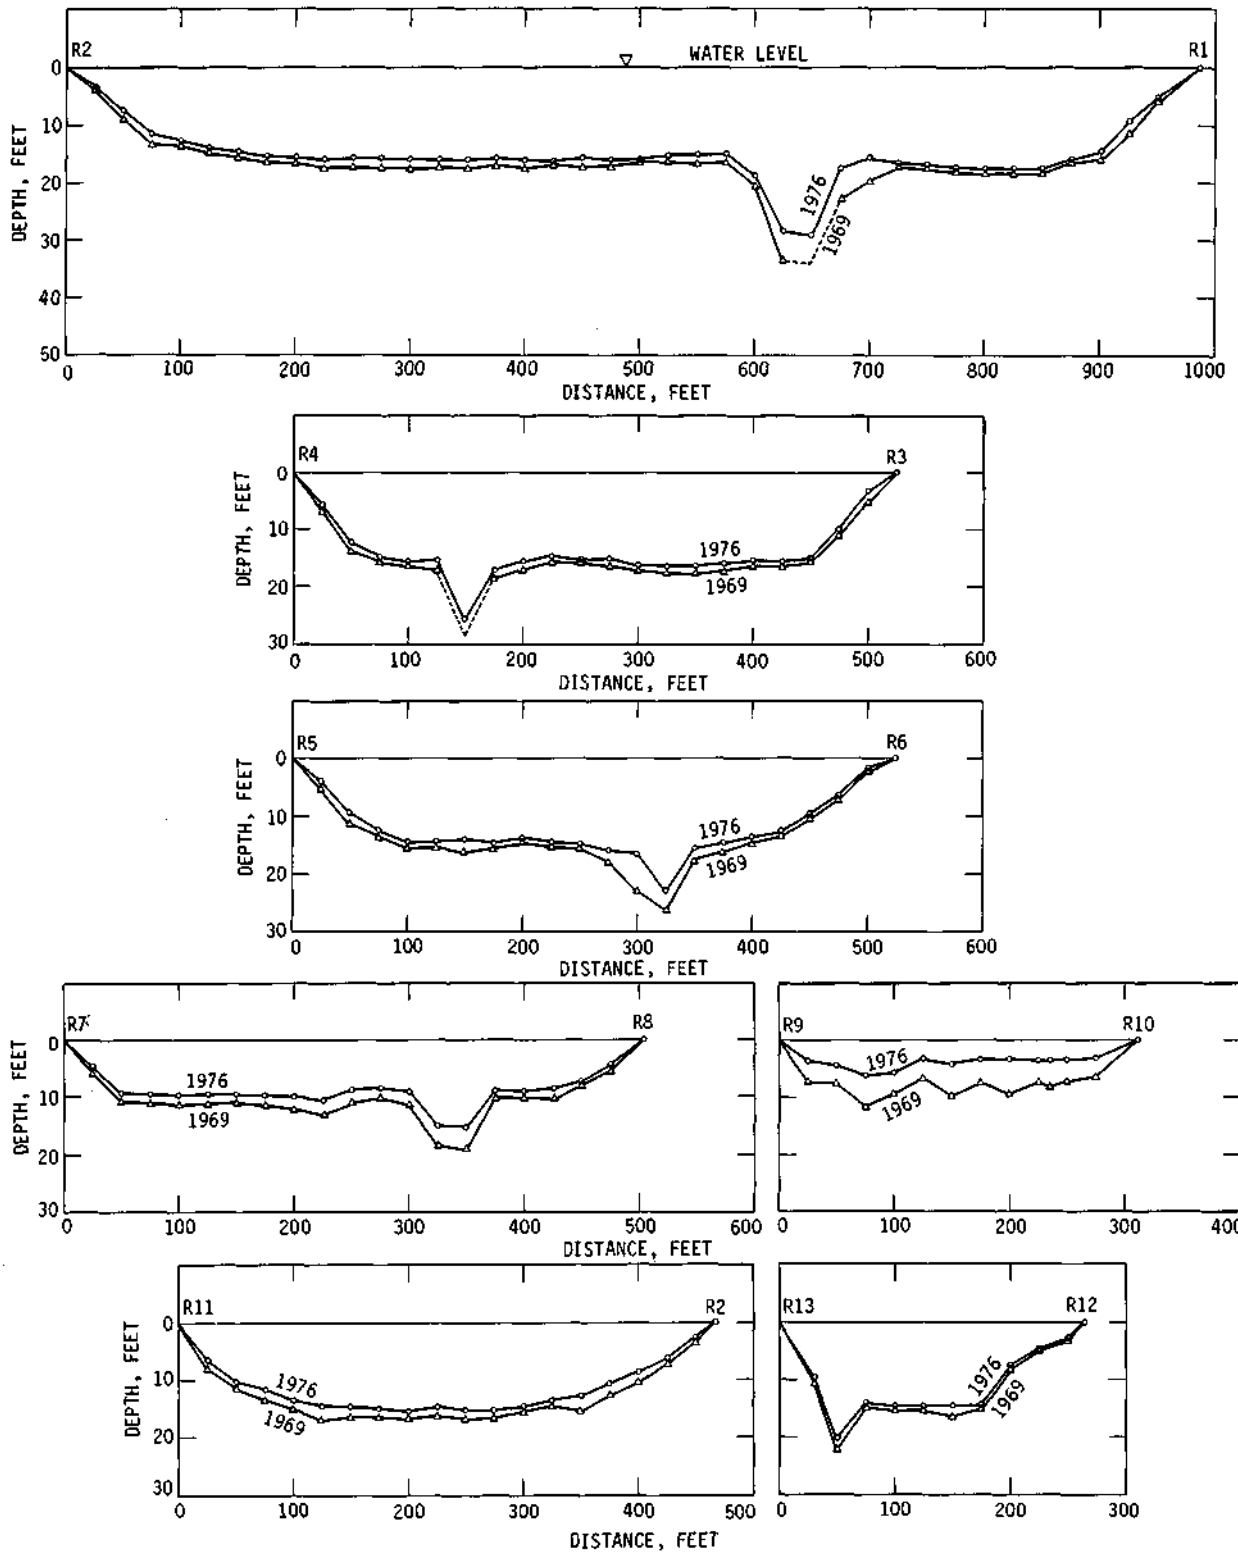 R2 WATER LEVEL R1
0
10
20
30
40
50
DEPTH, FEET
1976
1969
0 100 200 300 400 500 600 700 800 900 1000
DISTANCE, FEET
R4 R3
0
10
20
30
DEPTH, FEET
1976
1969
0 100 200 300 400 500 600
DISTANCE, FEET
R5 R6
0
10
20
30
DEPTH, FEET
1976
1969
0 100 200 300 400 500 600
DISTANCE, FEET
R7 R8
0
10
20
30
DEPTH, FEET
1976
1969
0 100 200 300 400 500 600
R9 R10
1976
1969
0 100 200 300 400
DISTANCE, FEET
R11 R2
0
10
20
30
DEPTH, FEET
1976
1969
0 100 200 300 400 500
R13 R12
1976
1969
0 100 200 300
DISTANCE, FEET